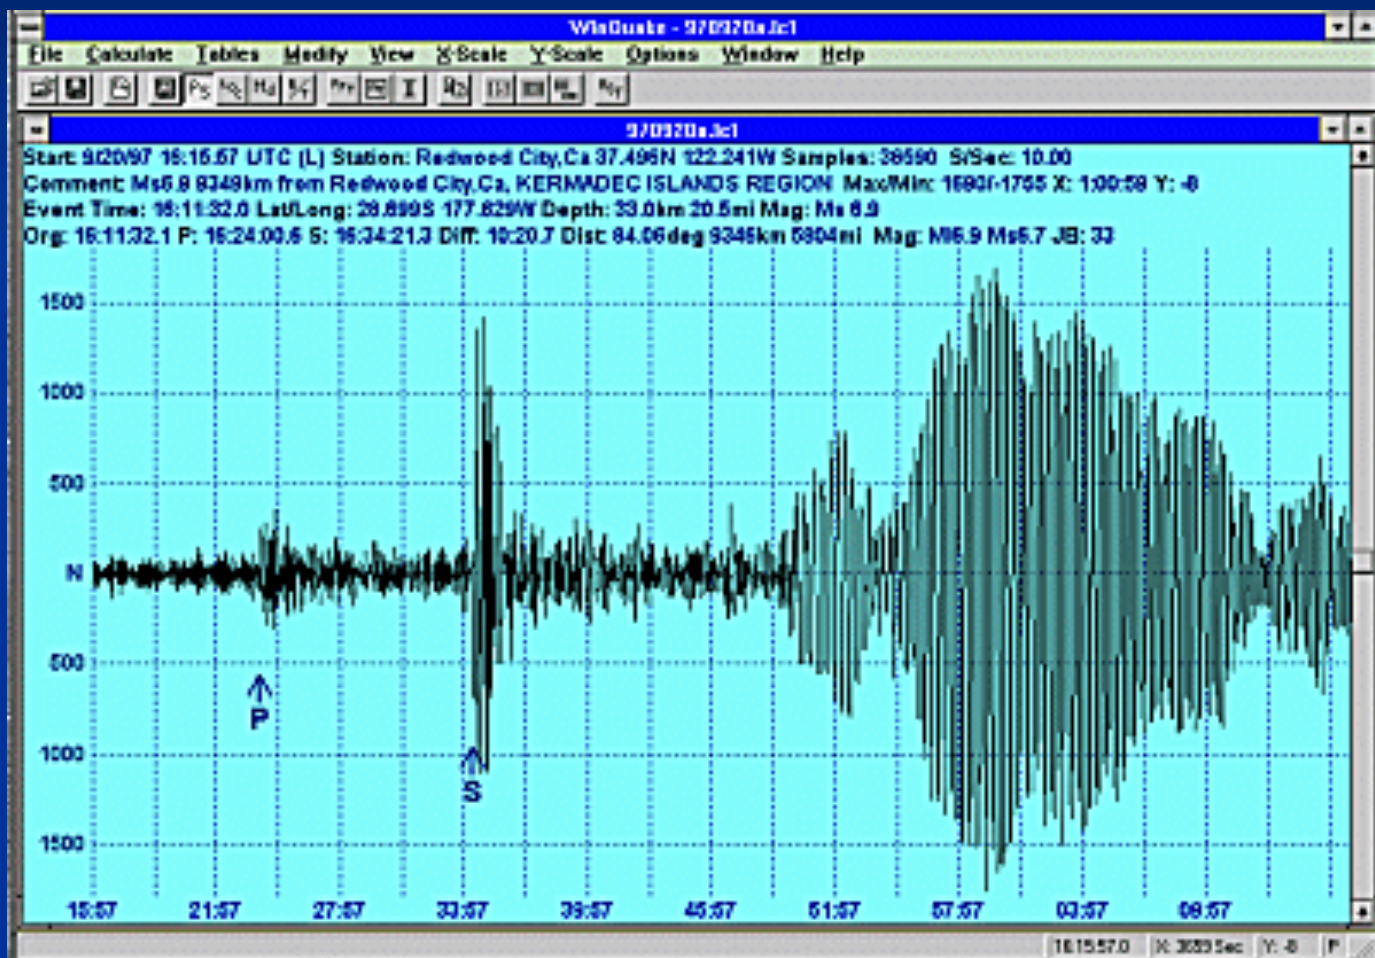 WinQuake - 970920a.lc1
File Calculate Tables Modify View X-Scale Y-Scale Options Window Help
970920a.lc1
Start: 9/20/97 16:15:57 UTC (L) Station: Redwood City,Ca 37.496N 122.241W Samples: 36590 S/Sec: 10.00
Comment: Ms6.9 9349km from Redwood City,Ca, KERMADEC ISLANDS REGION Max/Min: 1690/-1755 X: 1:00:59 Y: -8
Event Time: 16:11:32.0 Lat/Long: 28.699S 177.629W Depth: 33.0km 20.5mi Mag: Ms 6.9
Org: 16:11:32.1 P: 16:24:00.6 S: 16:34:21.3 Diff: 10:20.7 Dist: 84.06deg 9346km 5804mi Mag: Ml6.9 Ms6.7 JB: 33
1500
1000
500
N
-500
-1000
-1500
P
S
15:57 21:57 27:57 33:57 39:57 45:57 51:57 57:57 03:57 09:57
16:15:57.0 X: 3659 Sec Y: -8 P